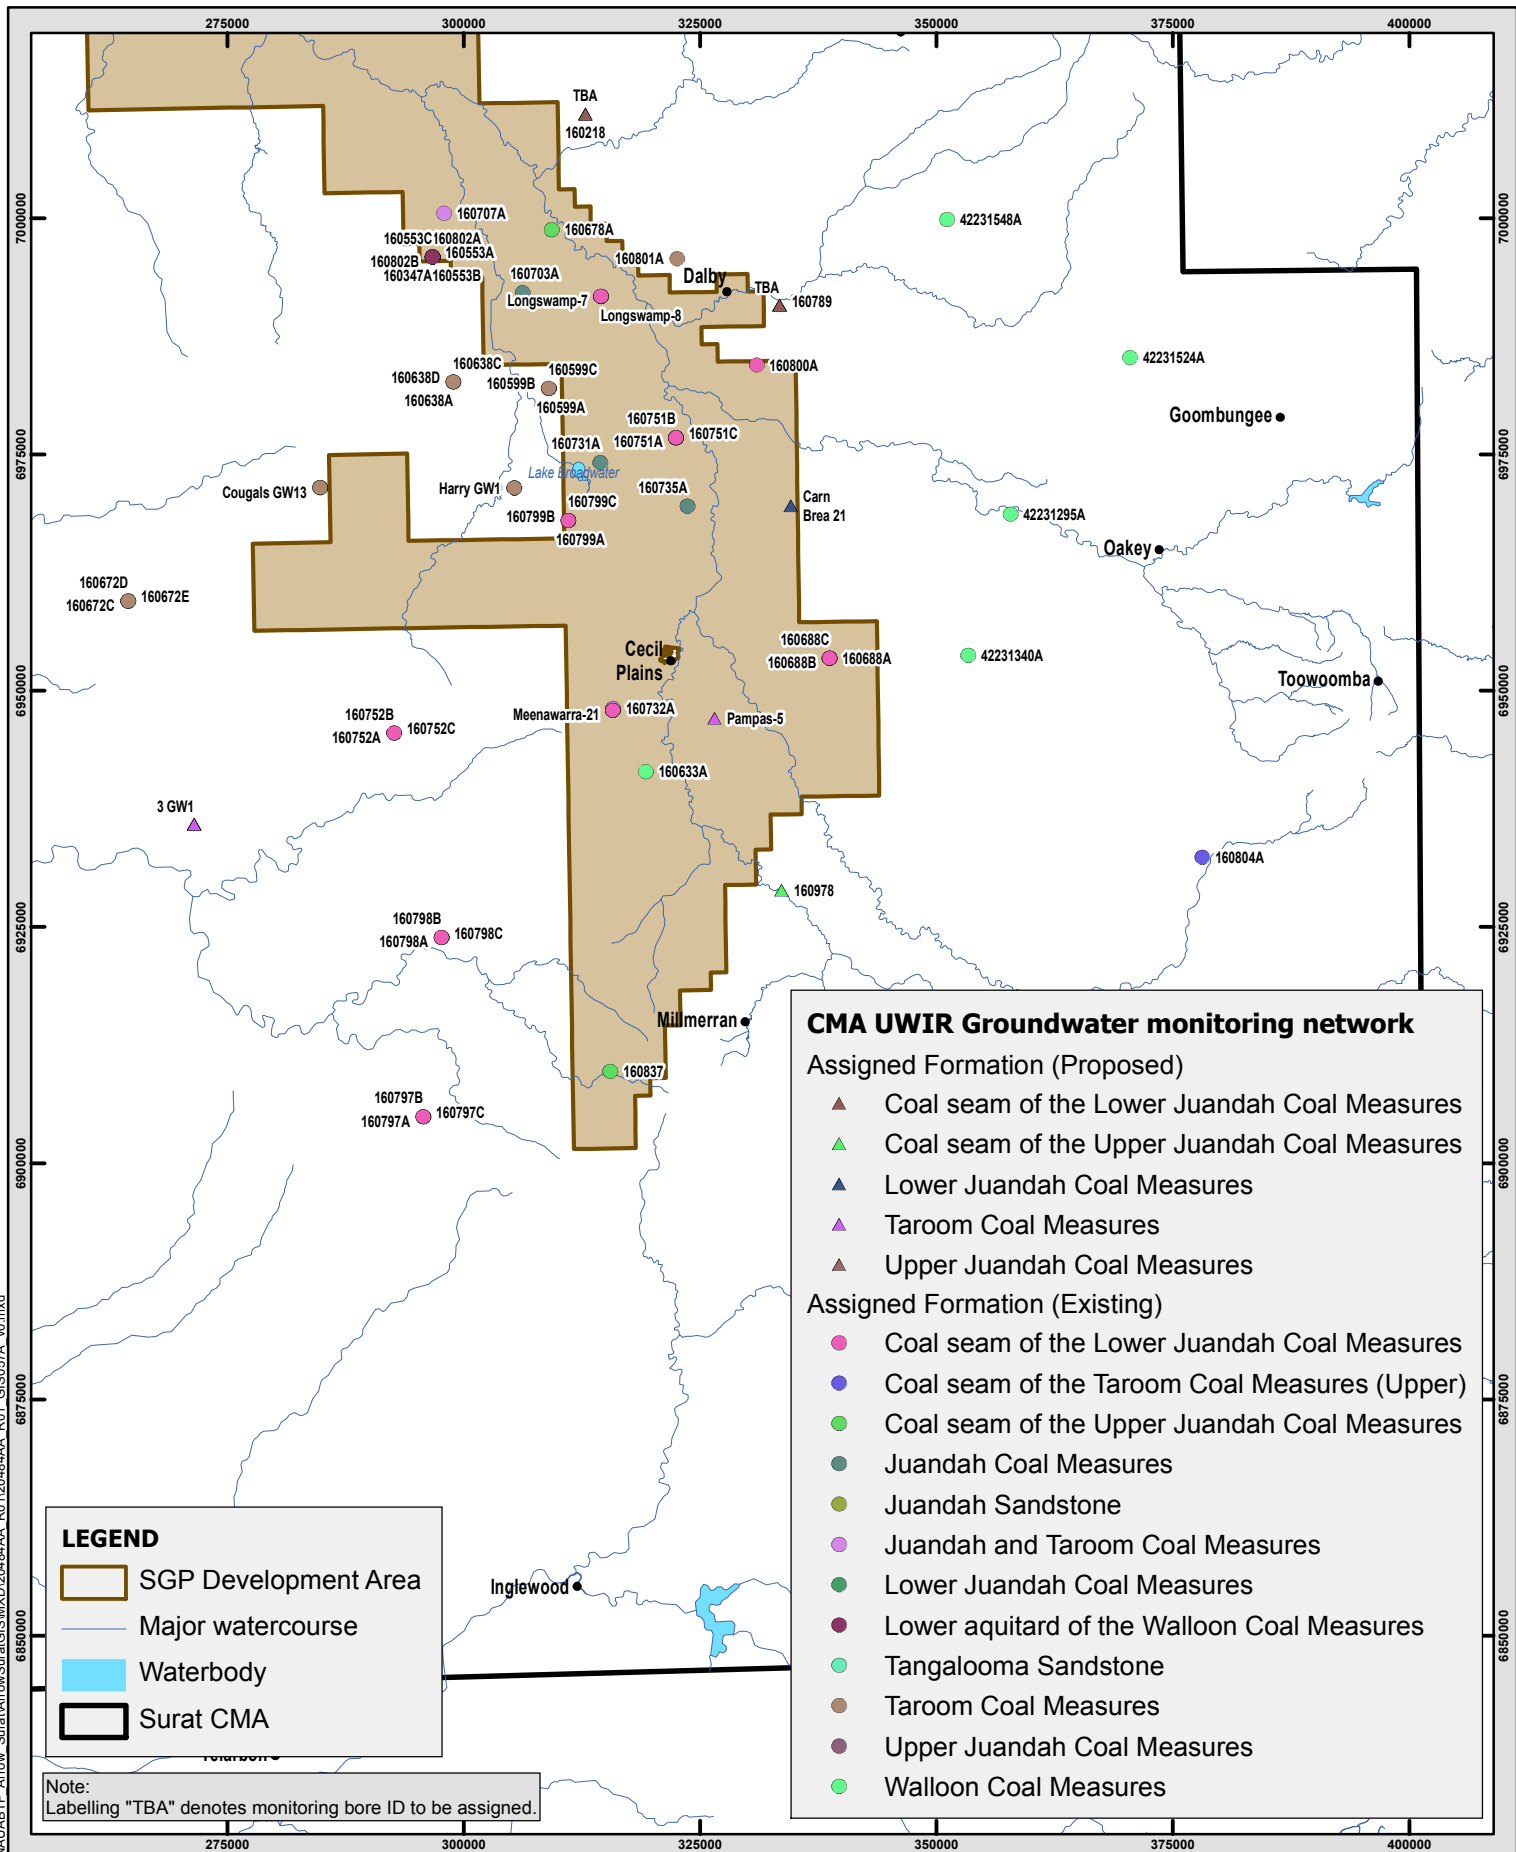 275000
300000
325000
350000
375000
400000
7000000
6975000
6950000
6925000
6900000
6875000
6850000
7000000
6975000
6950000
6925000
6900000
6875000
6850000
TBA
160218
160707A
160678A
42231548A
160553C 160802A
160553A
160802B
160347A 160553B
160801A
Dalby
160703A
Longswamp-7
Longswamp-8
TBA
160789
42231524A
160800A
160638C
160638D
160638A
160599C
160599B
160599A
Goombungee
160751B
160751A
160751C
160731A
Lake Broadwater
Cougals GW13
Harry GW1
160735A
Carn
Brea 21
160799C
160799B
160799A
42231295A
Oakey
160672D
160672C
160672E
Cecil
Plains
160688C
160688B
160688A
42231340A
Toowoomba
Meenawarra-21
160732A
Pampas-5
160752B
160752A
160752C
160633A
3 GW1
160804A
160978
160798B
160798A
160798C
Millmerran
160837
160797B
160797A
160797C
Inglewood
CMA UWIR Groundwater monitoring network
Assigned Formation (Proposed)
Coal seam of the Lower Juandah Coal Measures
Coal seam of the Upper Juandah Coal Measures
Lower Juandah Coal Measures
Taroom Coal Measures
Upper Juandah Coal Measures
Assigned Formation (Existing)
Coal seam of the Lower Juandah Coal Measures
Coal seam of the Taroom Coal Measures (Upper)
Coal seam of the Upper Juandah Coal Measures
Juandah Coal Measures
Juandah Sandstone
Juandah and Taroom Coal Measures
Lower Juandah Coal Measures
Lower aquitard of the Walloon Coal Measures
Tangalooma Sandstone
Taroom Coal Measures
Upper Juandah Coal Measures
Walloon Coal Measures
LEGEND
SGP Development Area
Major watercourse
Waterbody
Surat CMA
Note:
Labelling "TBA" denotes monitoring bore ID to be assigned.
275000
300000
325000
350000
375000
400000